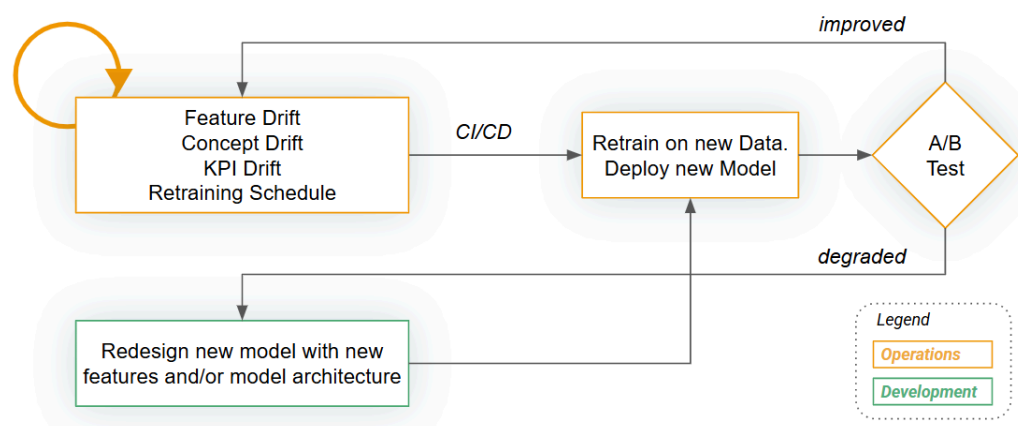 improved
Feature Drift
Concept Drift
KPI Drift
Retraining Schedule
CI/CD
Retrain on new Data.
Deploy new Model
A/B
Test
degraded
Redesign new model with new
features and/or model architecture
Legend
Operations
Development